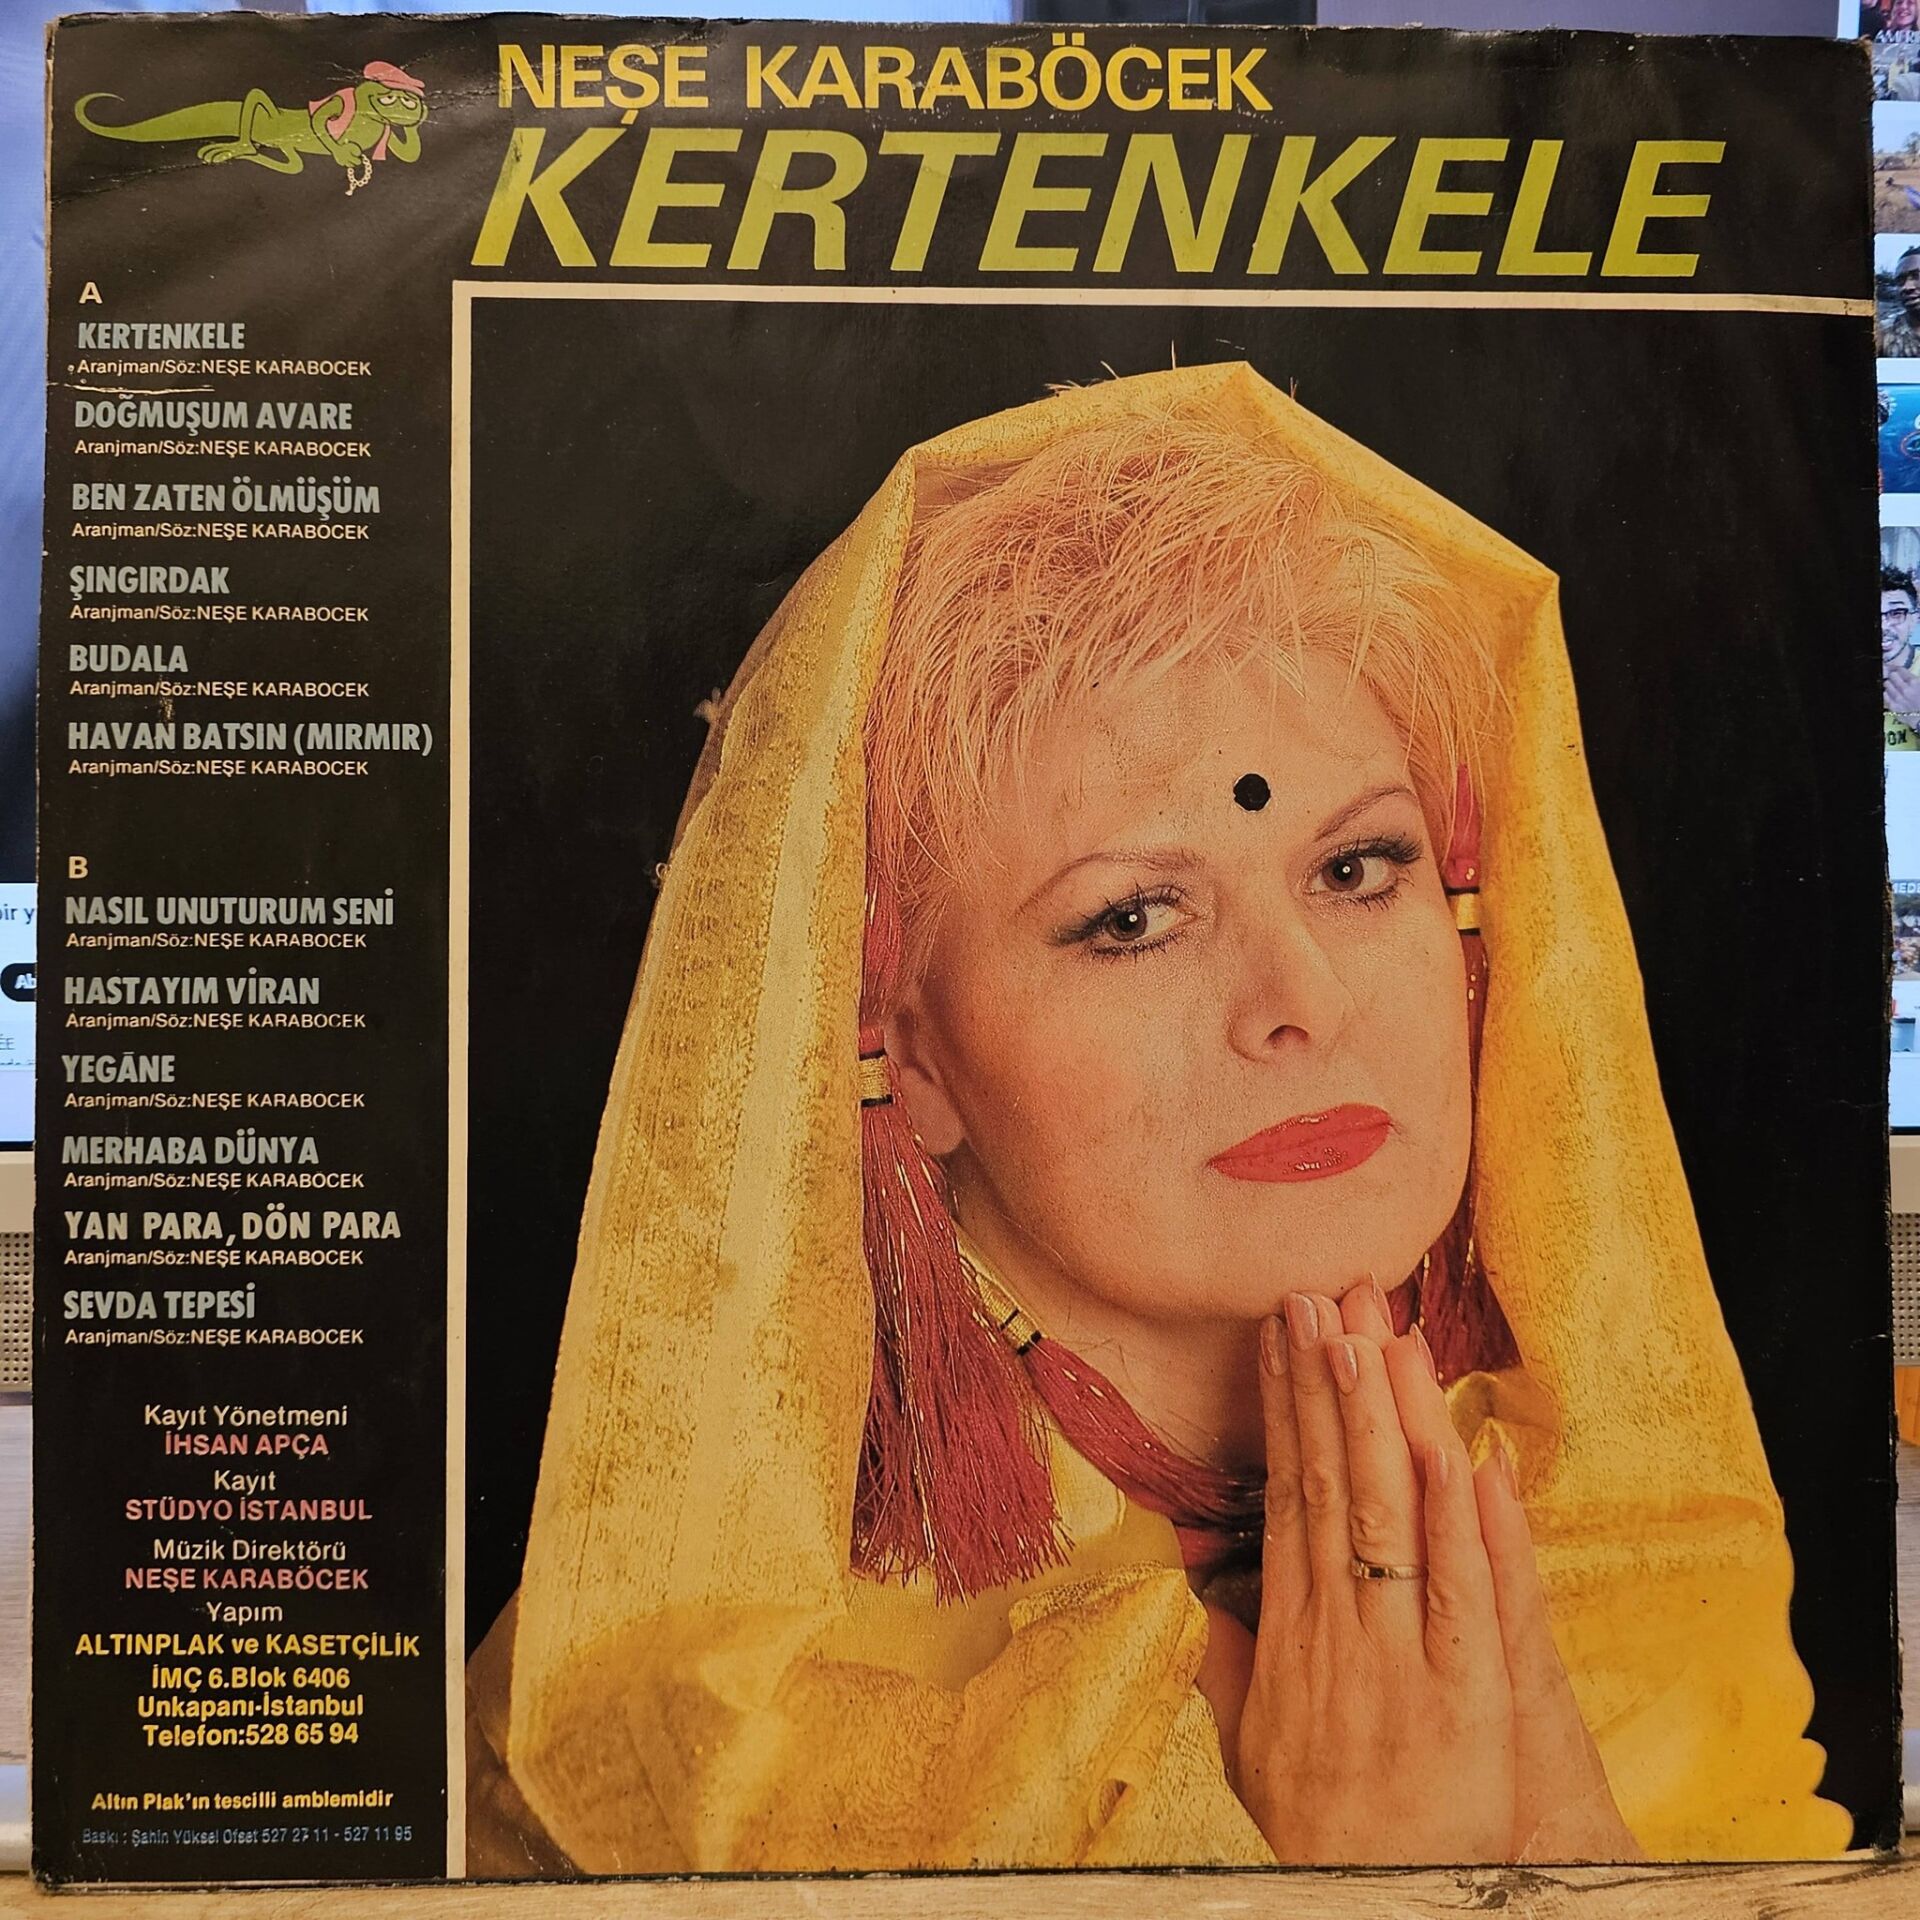 NEŞE KARABÖCEK
KERTENKELE
A
KERTENKELE
Aranjman/Söz:NEŞE KARABOCEK
DOĞMUŞUM AVARE
Aranjman/Söz:NEŞE KARABOCEK
BEN ZATEN ÖLMÜŞÜM
Aranjman/Söz:NEŞE KARABOCEK
ŞINGIRDAK
Aranjman/Söz:NEŞE KARABOCEK
BUDALA
Aranjman/Söz:NEŞE KARABOCEK
HAVAN BATSIN (MIRMIR)
Aranjman/Söz:NEŞE KARABOCEK
B
NASIL UNUTURUM SENİ
Aranjman/Söz:NEŞE KARABOCEK
HASTAYIM VİRAN
Aranjman/Söz:NEŞE KARABOCEK
YEGÂNE
Aranjman/Söz:NEŞE KARABOCEK
MERHABA DÜNYA
Aranjman/Söz:NEŞE KARABOCEK
YAN PARA, DÖN PARA
Aranjman/Söz:NEŞE KARABOCEK
SEVDA TEPESİ
Aranjman/Söz:NEŞE KARABOCEK
Kayıt Yönetmeni
İHSAN APÇA
Kayıt
STÜDYO İSTANBUL
Müzik Direktörü
NEŞE KARABÖCEK
Yapım
ALTINPLAK ve KASETÇİLİK
İMÇ 6.Blok 6406
Unkapanı-İstanbul
Telefon:528 65 94
Altın Plak'ın tescilli amblemidir
Baskı : Şahin Yüksel Ofset 527 27 11 - 527 11 95